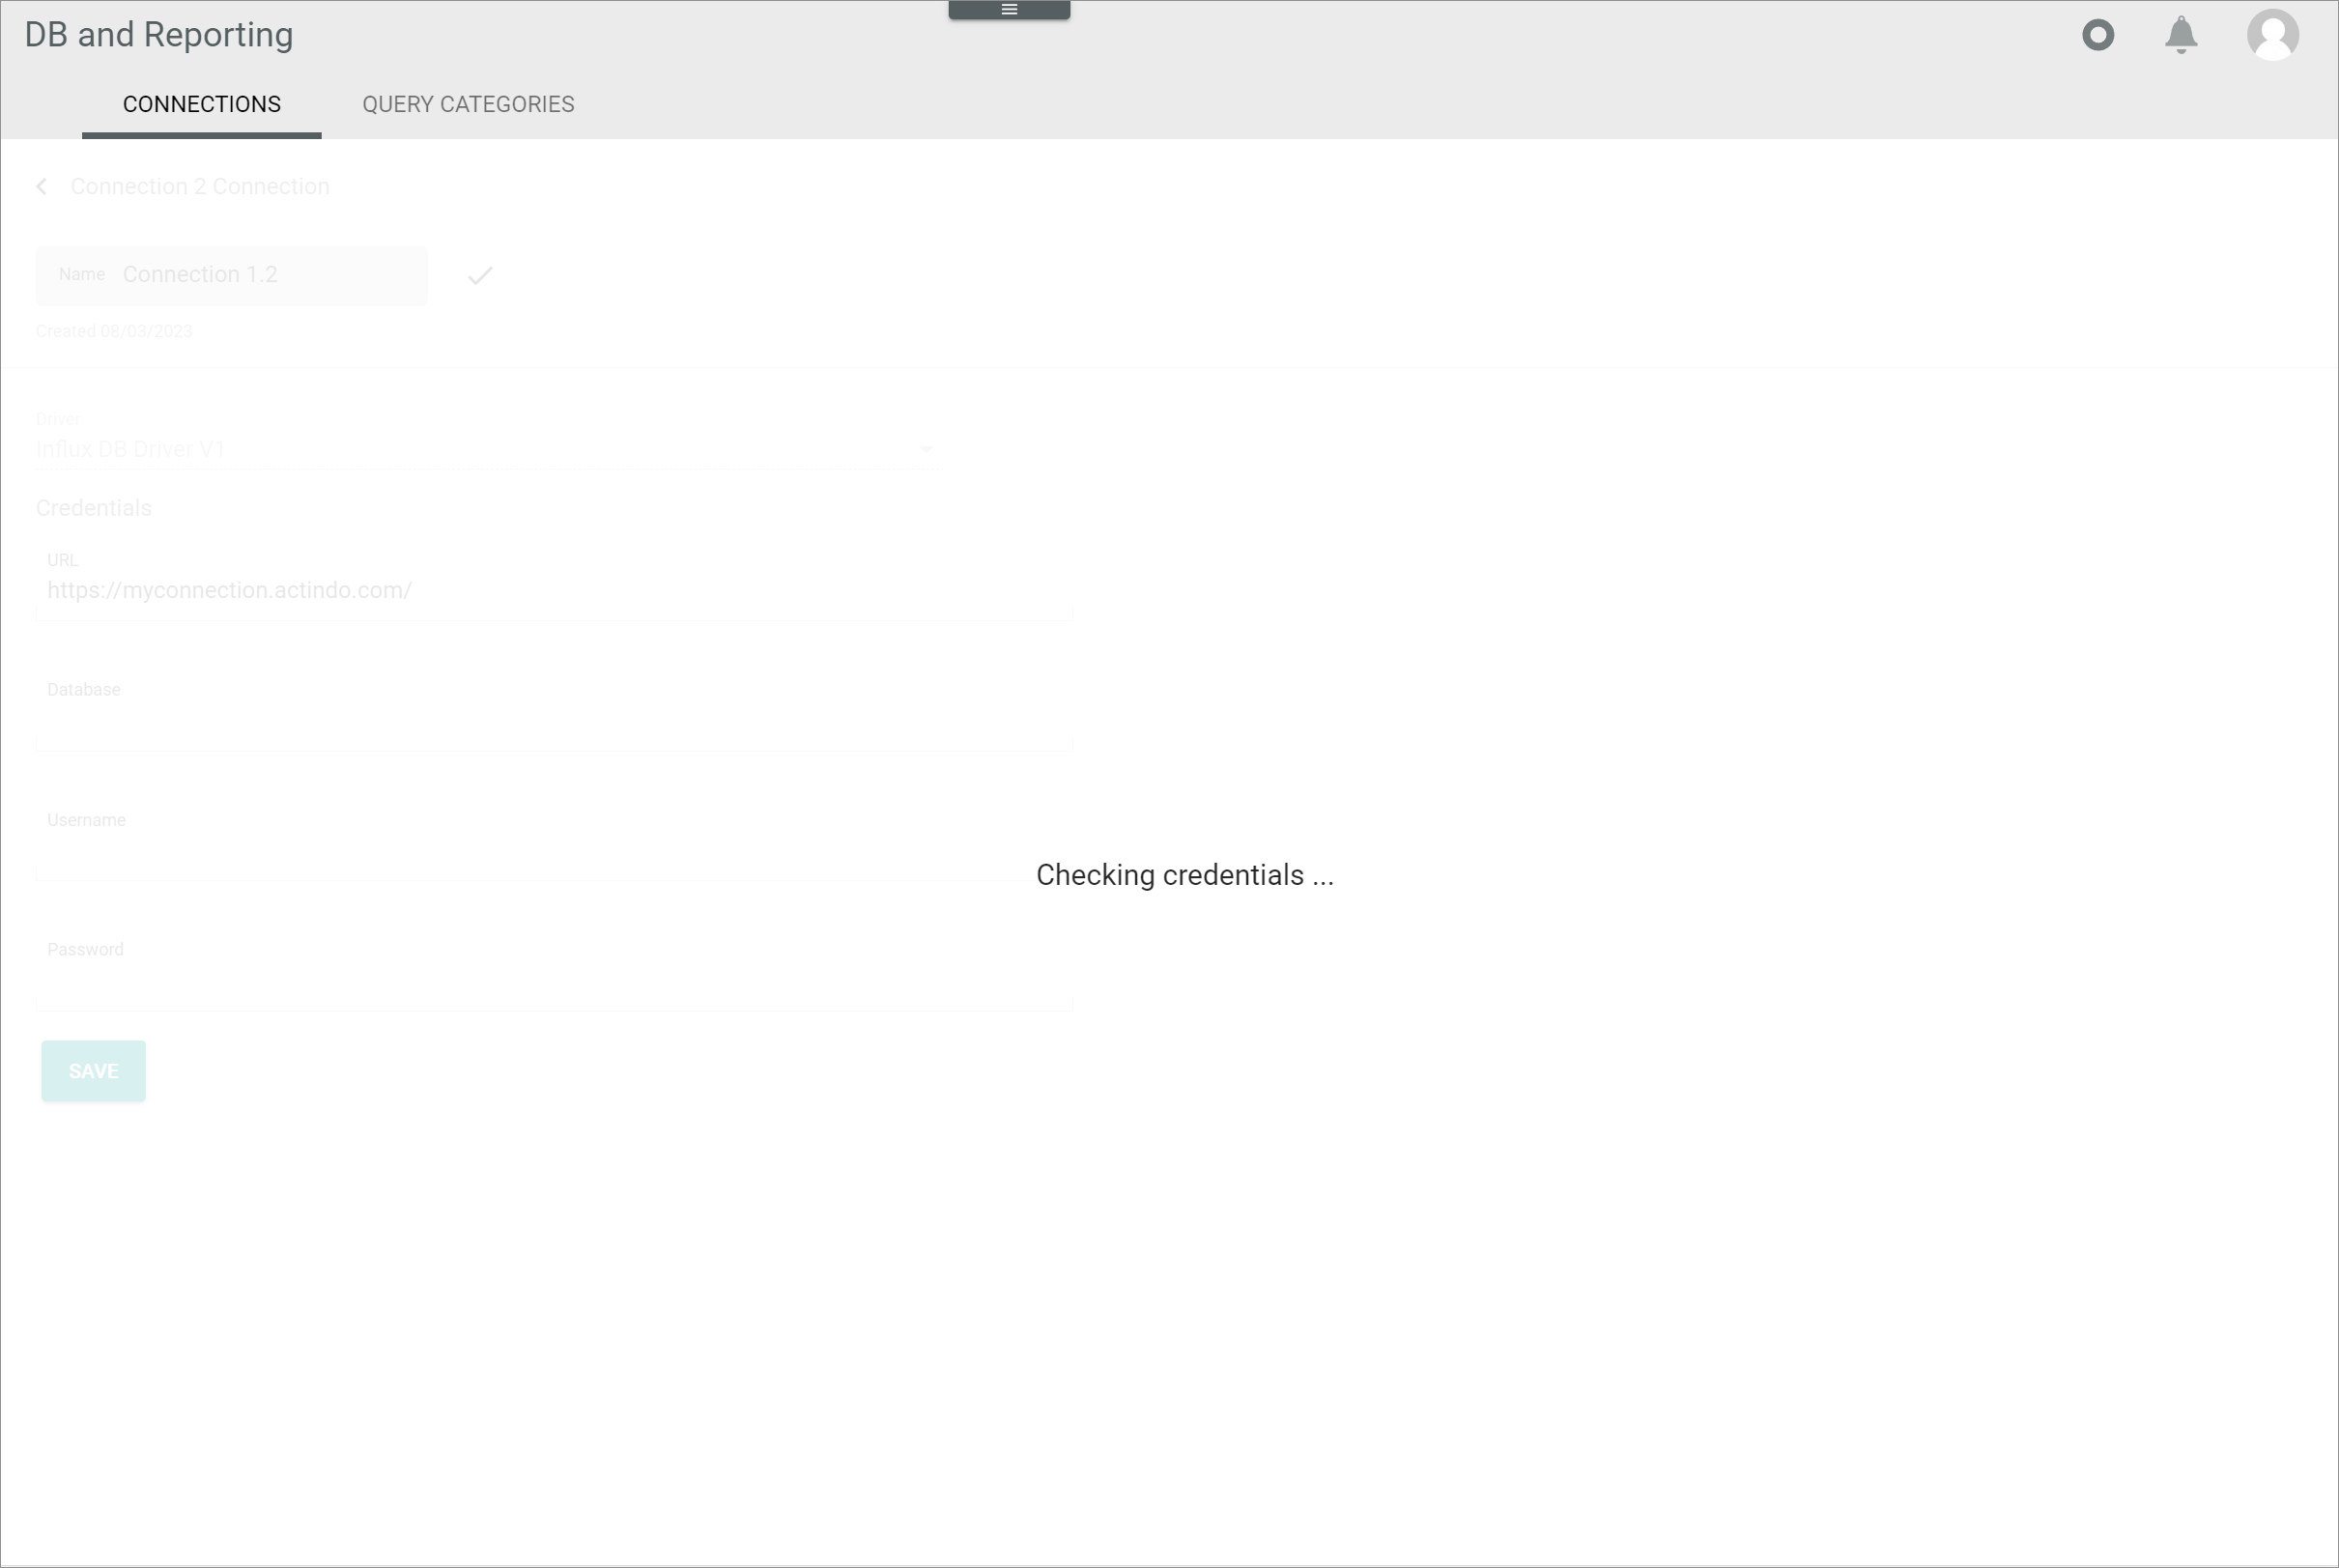 DB and Reporting
CONNECTIONS QUERY CATEGORIES
Connection 2 Connection
Name Connection 1.2
Created 08/03/2023
Driver
Influx DB Driver V1
Credentials
URL
https://myconnection.actindo.com/
Database
Username
Checking credentials ...
Password
SAVE